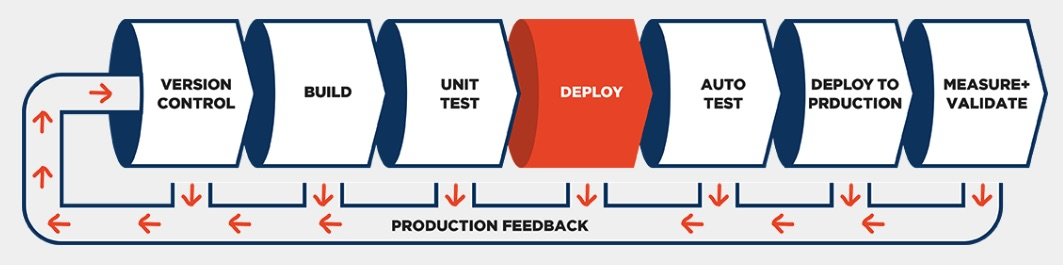 VERSION
CONTROL
BUILD
UNIT
TEST
DEPLOY
AUTO
TEST
DEPLOY TO
PRDUCTION
MEASURE+
VALIDATE
PRODUCTION FEEDBACK